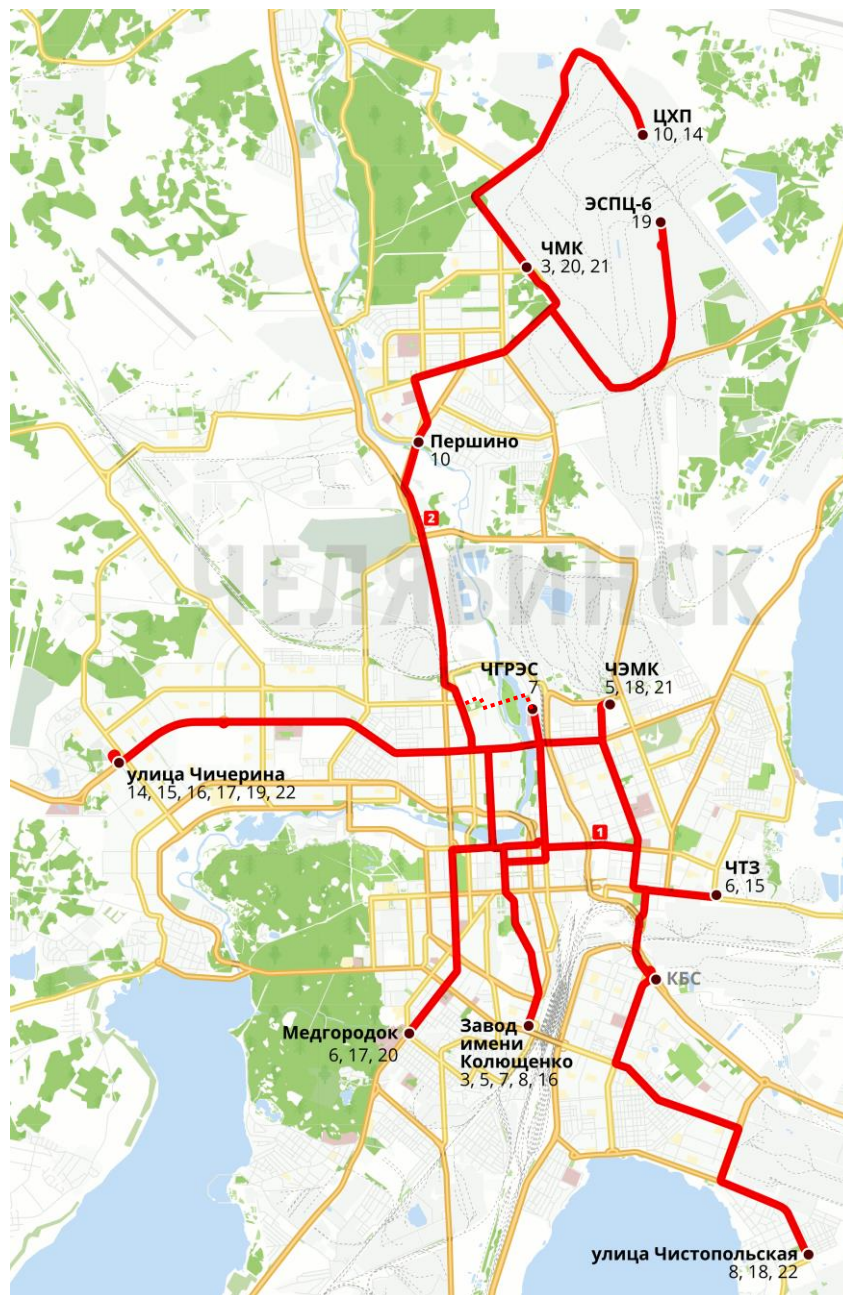 ЦХП
10, 14
ЭСПЦ-6
19
ЧМК
3, 20, 21
Першино
10
2
ЧЕЛЯБИНСК
ЧГРЭС
7
ЧЭМК
5, 18, 21
улица Чичерина
14, 15, 16, 17, 19, 22
1
ЧТЗ
6, 15
КБС
Медгородок
6, 17, 20
Завод
имени
Колющенко
3, 5, 7, 8, 16
улица Чистопольская
8, 18, 22